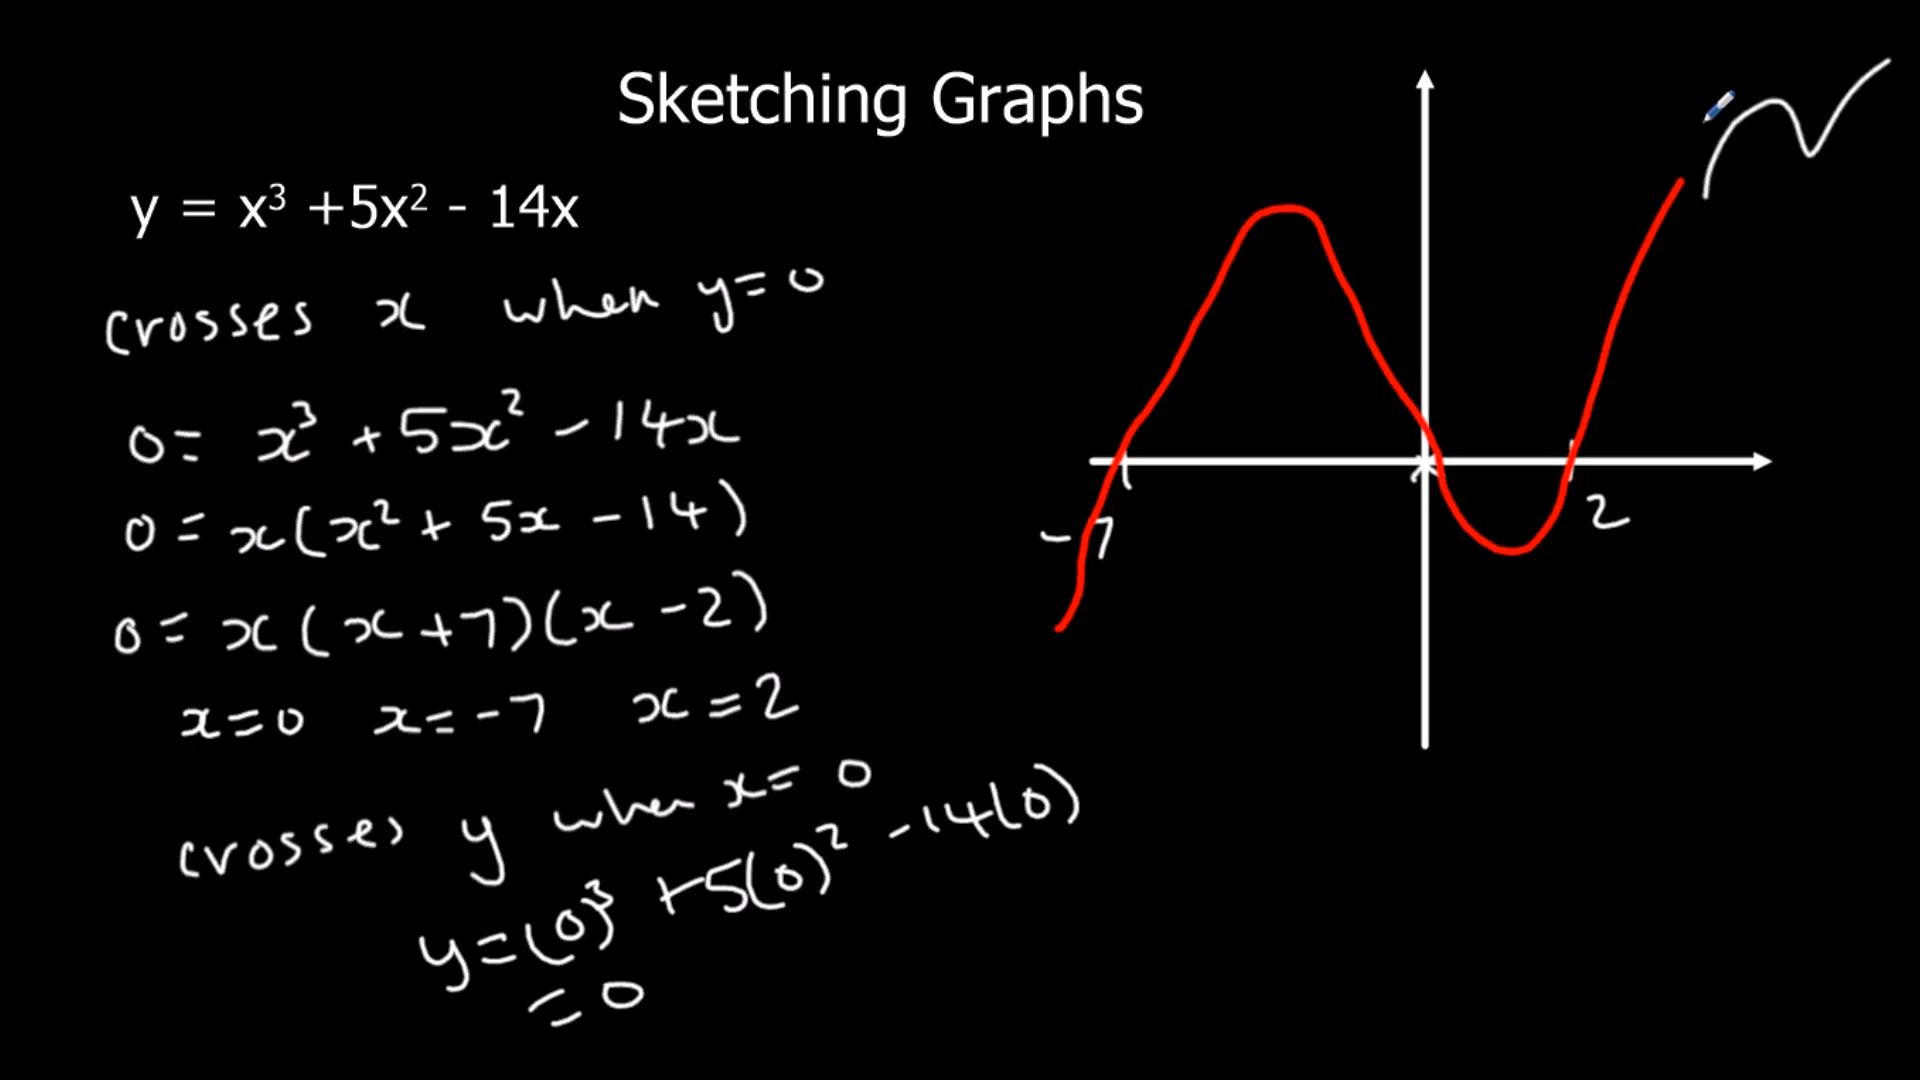 Sketching Graphs
y = x³ +5x² - 14x
crosses x when y=0
0= x³ + 5x² - 14x
0 = x(x² + 5x - 14)
0 = x(x+7)(x-2)
x=0 x=-7 x=2
crosses y when x=0
y=(0)³ +5(0)² -14(0)
=0
-7
2